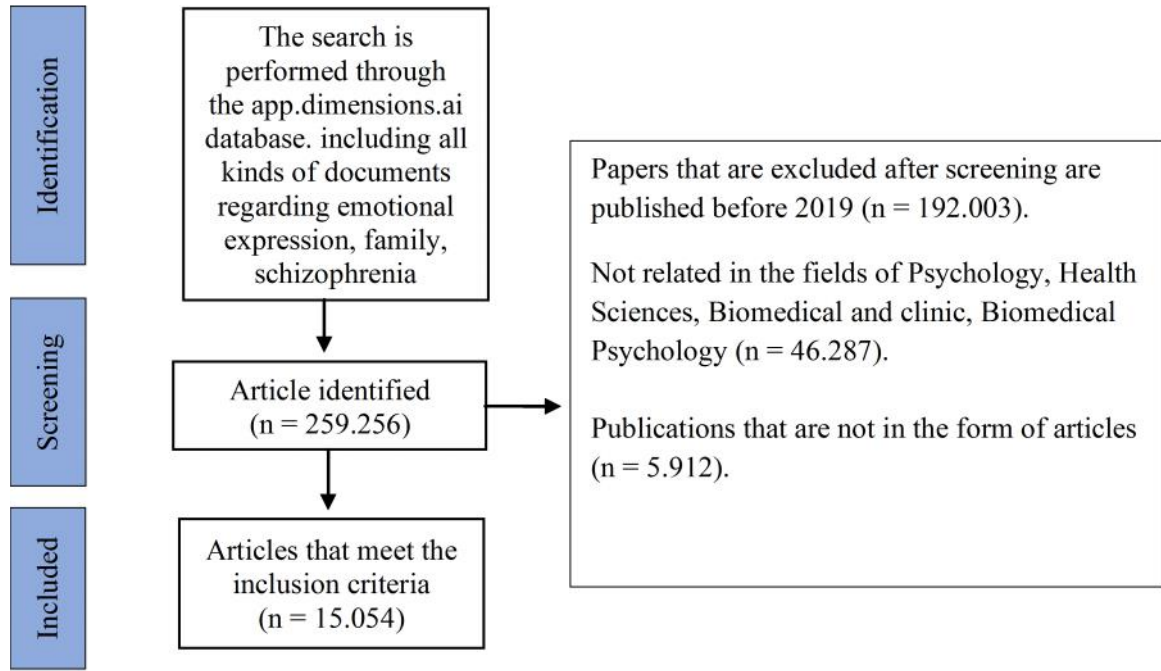 Identification
The search is
performed through
the app.dimensions.ai
database. including all
kinds of documents
regarding emotional
expression, family,
schizophrenia
Papers that are excluded after screening are
published before 2019 (n = 192.003).
Not related in the fields of Psychology, Health
Sciences, Biomedical and clinic, Biomedical
Psychology (n = 46.287).
Publications that are not in the form of articles
(n = 5.912).
Screening
Article identified
(n = 259.256)
Included
Articles that meet the
inclusion criteria
(n = 15.054)